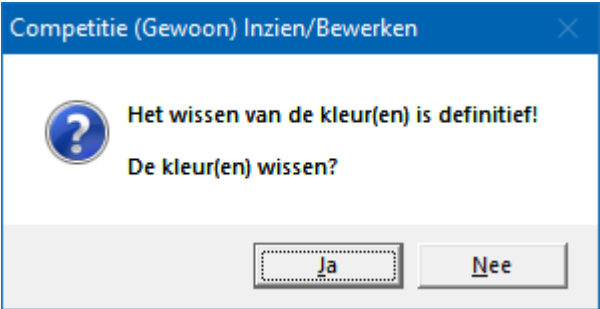 Competitie (Gewoon) Inzien/Bewerken
Het wissen van de kleur(en) is definitief!
De kleur(en) wissen?
Ja
Nee